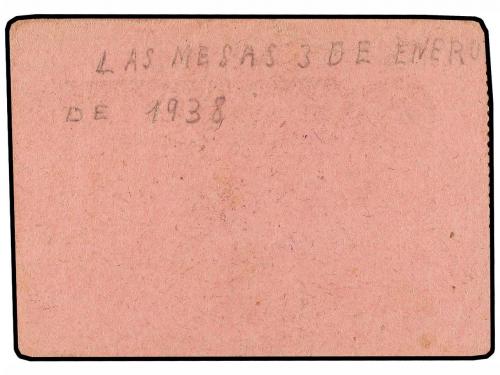 LAS MESAS 3 DE ENERO
DE 1938